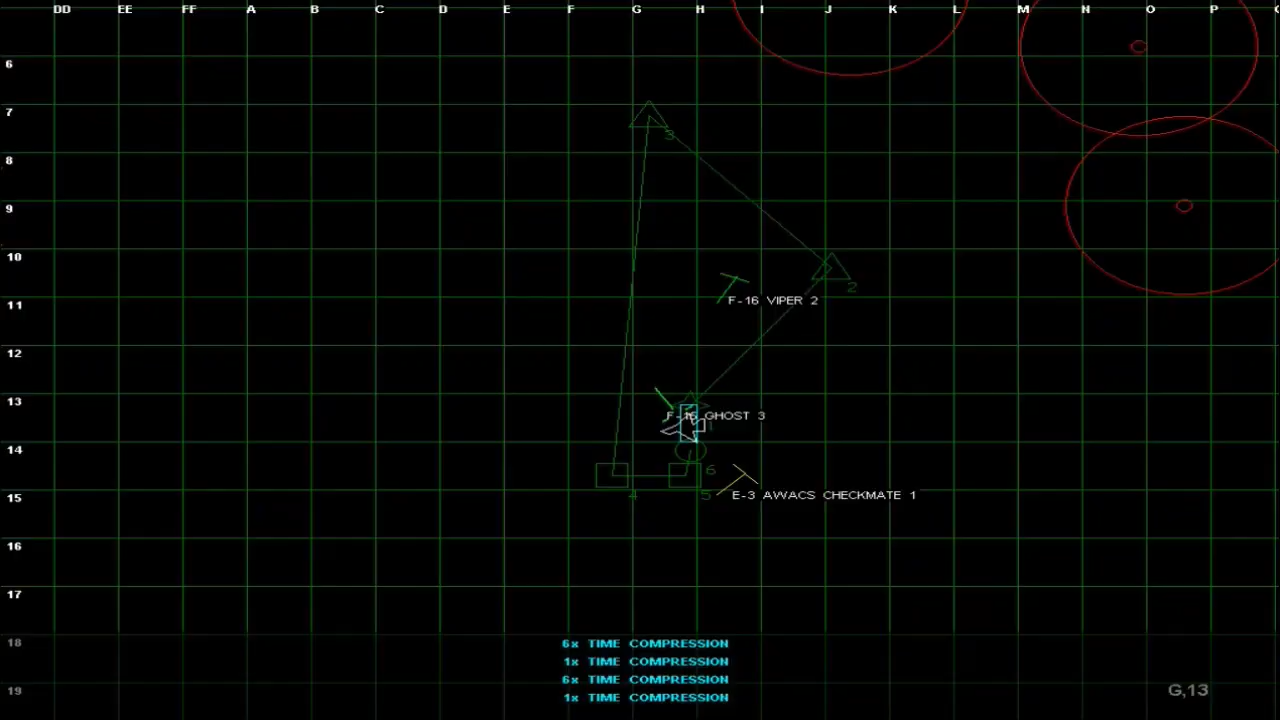 DD EE FF A B C D E F G H I J K L M N O P
6
7
3
8
9
10
2
11
F-16 VIPER 2
12
13
GHOST 3
1
14
6
4
5
15
E-3 AWACS CHECKMATE 1
16
17
18
6x TIME COMPRESSION
1x TIME COMPRESSION
6x TIME COMPRESSION
19
G,13
1x TIME COMPRESSION